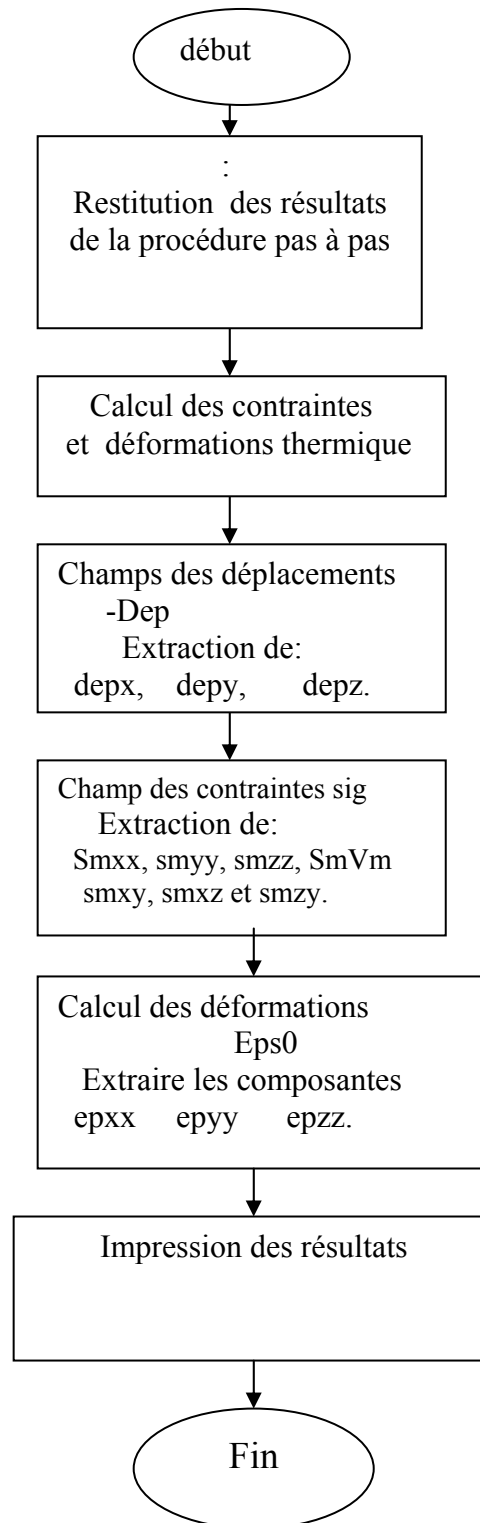 début
:
Restitution des résultats
de la procédure pas à pas
Calcul des contraintes
et déformations thermique
Champs des déplacements
-Dep
Extraction de:
depx, depy, depz.
Champ des contraintes sig
Extraction de:
Smxx, smyy, smzz, SmVm
smxy, smxz et smzy.
Calcul des déformations
Eps0
Extraire les composantes
epxx epyy epzz.
Impression des résultats
Fin